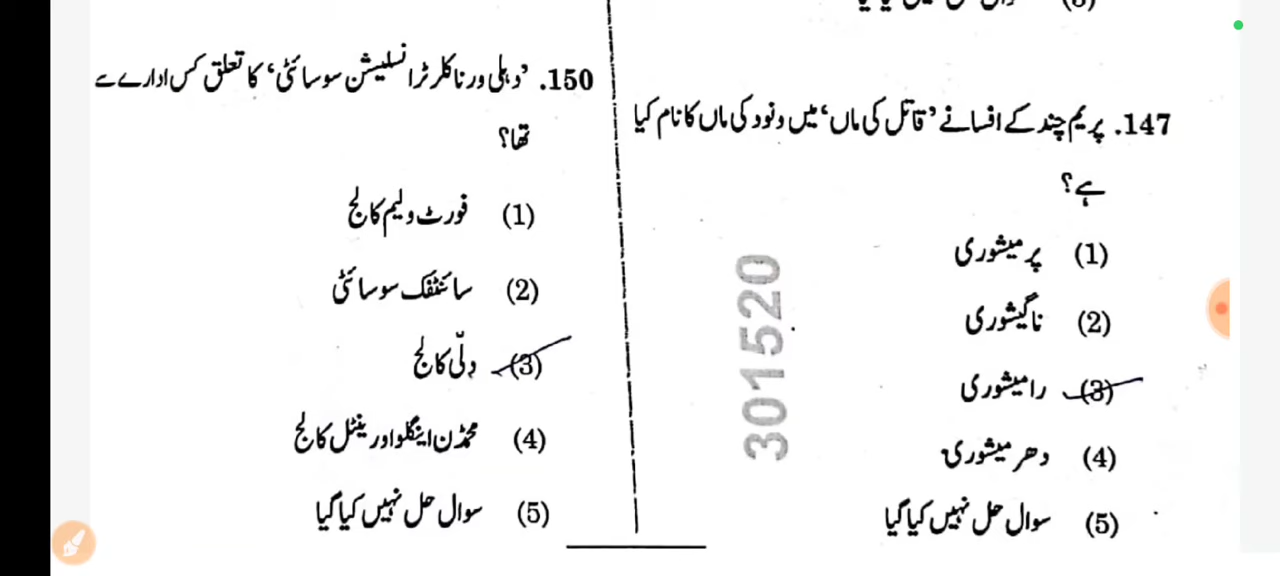 147. پریم چند کے افسانے ’قاتل کی ماں‘ میں ونود کی ماں کا نام کیا
ہے؟
(1) پرمیشوری
(2) ناگیشوری
(3) رامیشوری
(4) دھرمیشوری
(5) سوال حل نہیں کیا گیا
301520
150. ’دہلی ورناکلر ٹرانسلیشن سوسائٹی‘ کا تعلق کس ادارے سے
تھا؟
(1) فورٹ ولیم کالج
(2) سائنٹفک سوسائٹی
(3) دلّی کالج
(4) محمڈن اینگلو اورینٹل کالج
(5) سوال حل نہیں کیا گیا